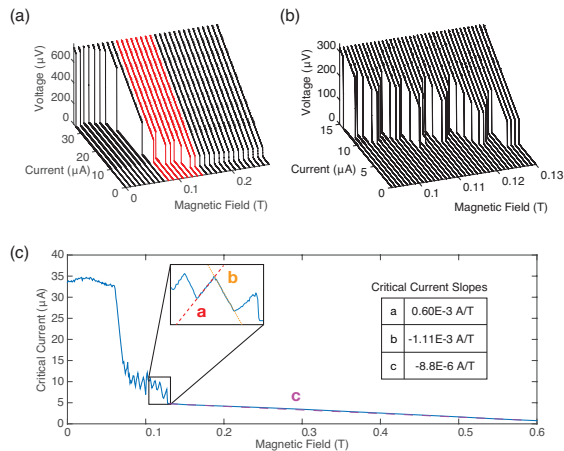 (a)
600
400
200
0
Voltage (µV)
30
20
10
0
Current (µA)
0
0.1
0.2
Magnetic Field (T)
(b)
300
200
100
0
Voltage (µV)
15
10
5
0
Current (µA)
0.1
0.11
0.12
0.13
Magnetic Field (T)
(c)
40
35
30
25
20
15
10
5
0
Critical Current (µA)
0
0.1
0.2
0.3
0.4
0.5
0.6
Magnetic Field (T)
a
b
c
Critical Current Slopes
a 0.60E-3 A/T
b -1.11E-3 A/T
c -8.8E-6 A/T